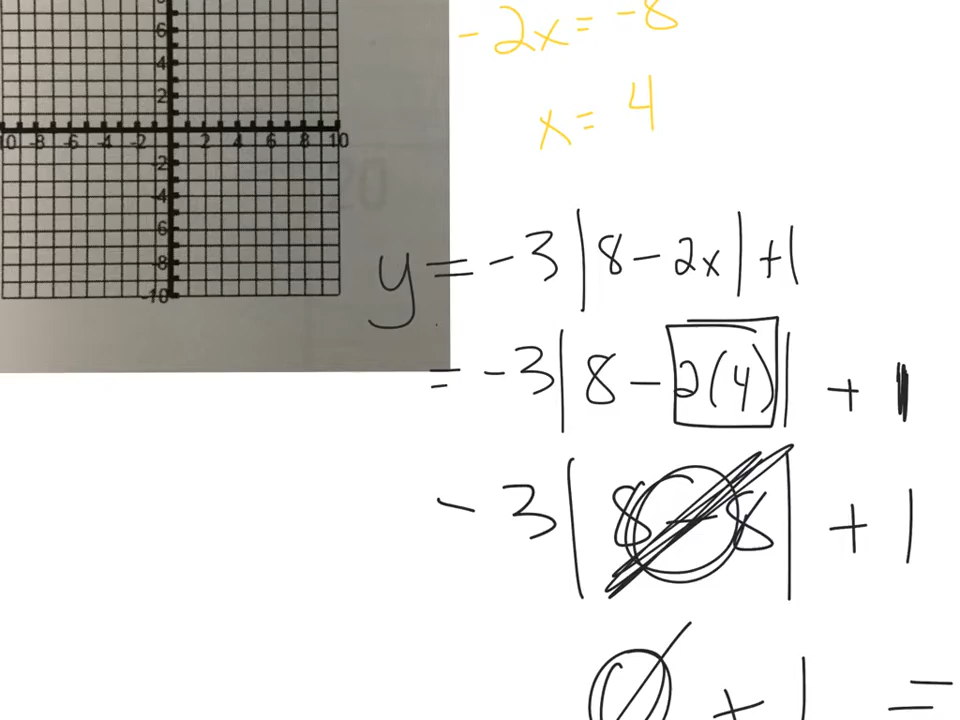 -2x = -8
x = 4
6
4
2
-10 -8 -6 -4 -2 2 4 6 8 10
-2
-4
6
-8
-10
20
y = -3|8-2x|+1
= -3|8-2(4)| + 1
-3|8-8| + 1
0 + 1 =